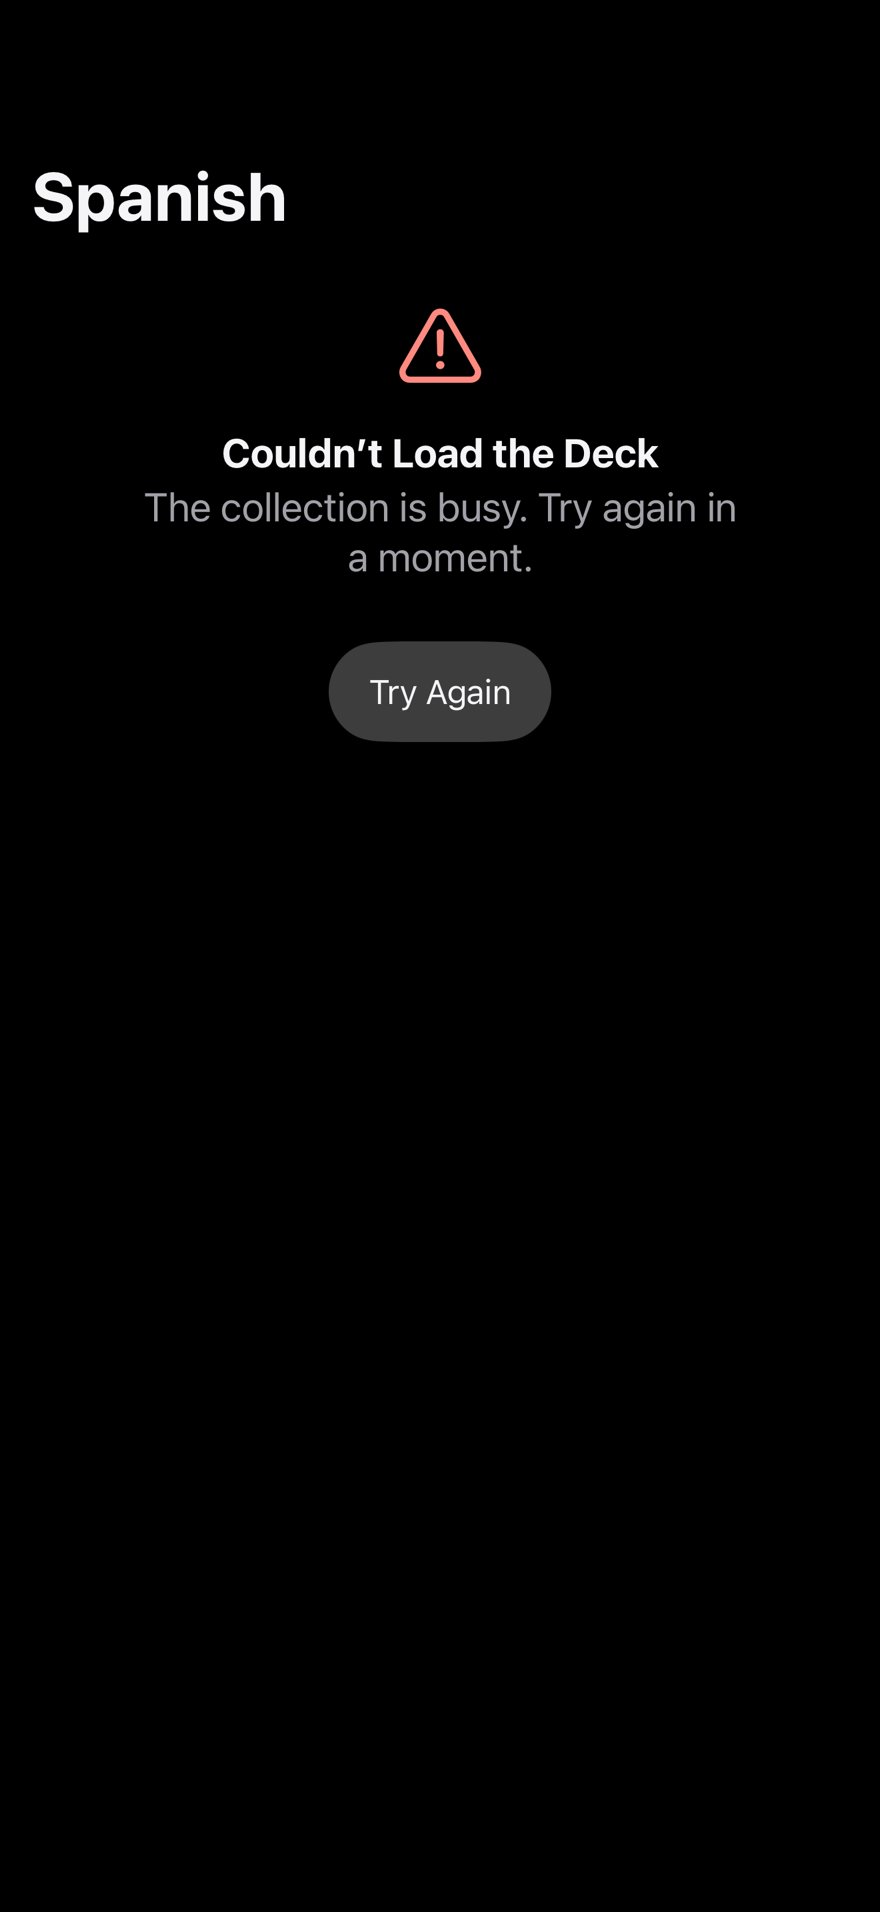 Spanish
Couldn’t Load the Deck
The collection is busy. Try again in
a moment.
Try Again